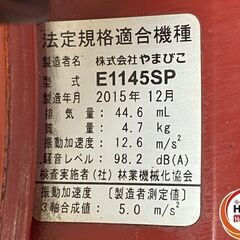 法定規格適合機種
製造者名 株式会社やまびこ
型 式 E1145SP
製造年月 2015年 12月
排気量 44.6 mL
質量 4.7 kg
振動加速度 12.6 m/s²
騒音レベル 98.2 dB(A)
検査実施者(社)林業機械化協会
振動加速度 〔製造者測定値〕
3軸合成値 5.0 m/s²